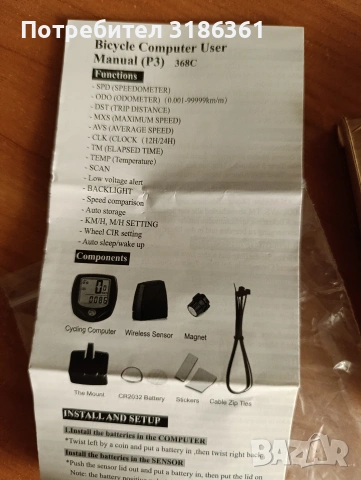 Потребител 3186361
Bicycle Computer User
Manual (P3) 368C
Functions
- SPD (SPEEDOMETER)
- ODO (ODOMETER) (0.001-99999km/m)
- DST (TRIP DISTANCE)
- MXS (MAXIMUM SPEED)
- AVS (AVERAGE SPEED)
- CLK (CLOCK (12H/24H)
- TM (ELAPSED TIME)
- TEMP (Temperature)
- SCAN
- Low voltage alert
- BACKLIGHT
- Speed comparison
- Auto storage
- KM/H, M/H SETTING
- Wheel CIR setting
- Auto sleep/wake up
Components
Cycling Computer Wireless Sensor Magnet
The Mount CR2032 Battery Stickers Cable Zip Ties
INSTALL AND SETUP
1.Install the batteries in the COMPUTER
*Twist left by a coin and put a battery in ,then twist right back.
Install the batteries in the SENSOR
*Push the sensor lid out and put a battery in, then put the lid on
Note: the battery positive
BAZAR